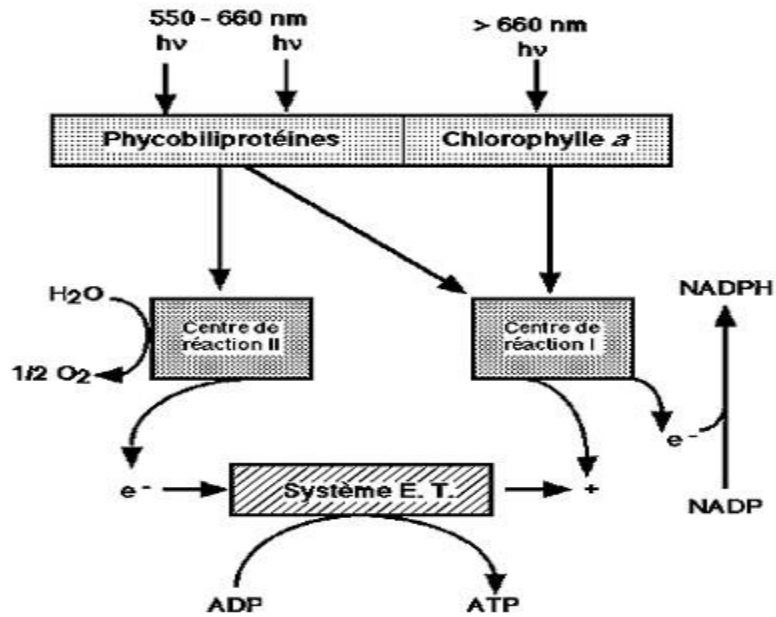 550 - 660 nm
hν hν
> 660 nm
hν
Phycobiliprotéines
Chlorophylle a
H₂O
1/2 O₂
Centre de
réaction II
Centre de
réaction I
NADPH
e⁻
NADP
e⁻
Système E. T.
+
ADP
ATP